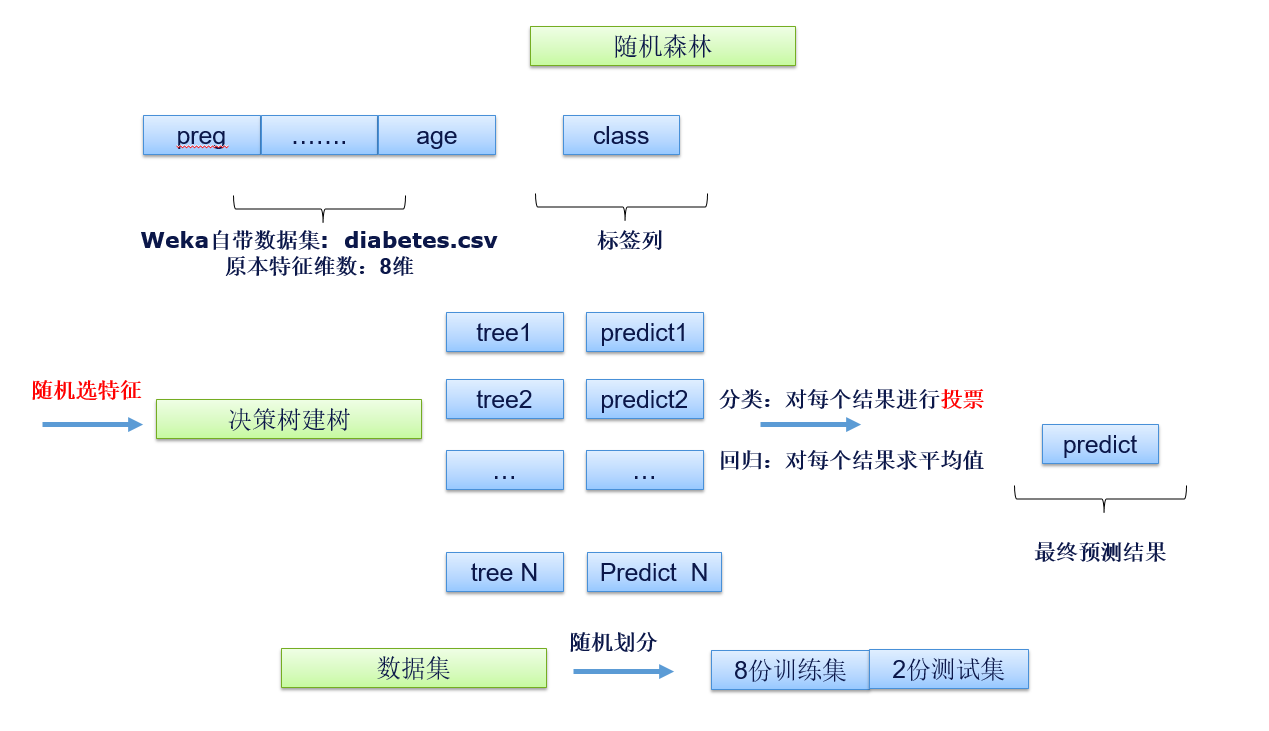 随机森林
preg
.......
age
class
Weka自带数据集：diabetes.csv
原本特征维数：8维
标签列
tree1
predict1
随机选特征
决策树建树
tree2
predict2
分类：对每个结果进行投票
...
...
回归：对每个结果求平均值
predict
最终预测结果
tree N
Predict  N
数据集
随机划分
8份训练集
2份测试集